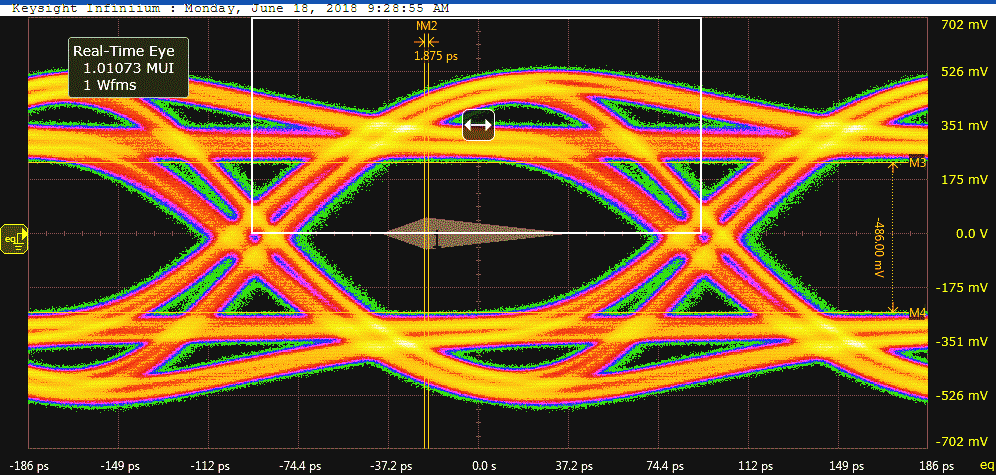 Keysight Infiniium : Monday, June 18, 2018 9:28:55 AM
M2
1.875 ps
Real-Time Eye
1.01073 MUI
1 Wfms
702 mV
526 mV
351 mV
M3
175 mV
eq
0.0 V
-486.00 mV
-175 mV
M4
-351 mV
-526 mV
-702 mV
-186 ps -149 ps -112 ps -74.4 ps -37.2 ps 0.0 s 37.2 ps 74.4 ps 112 ps 149 ps 186 ps eq